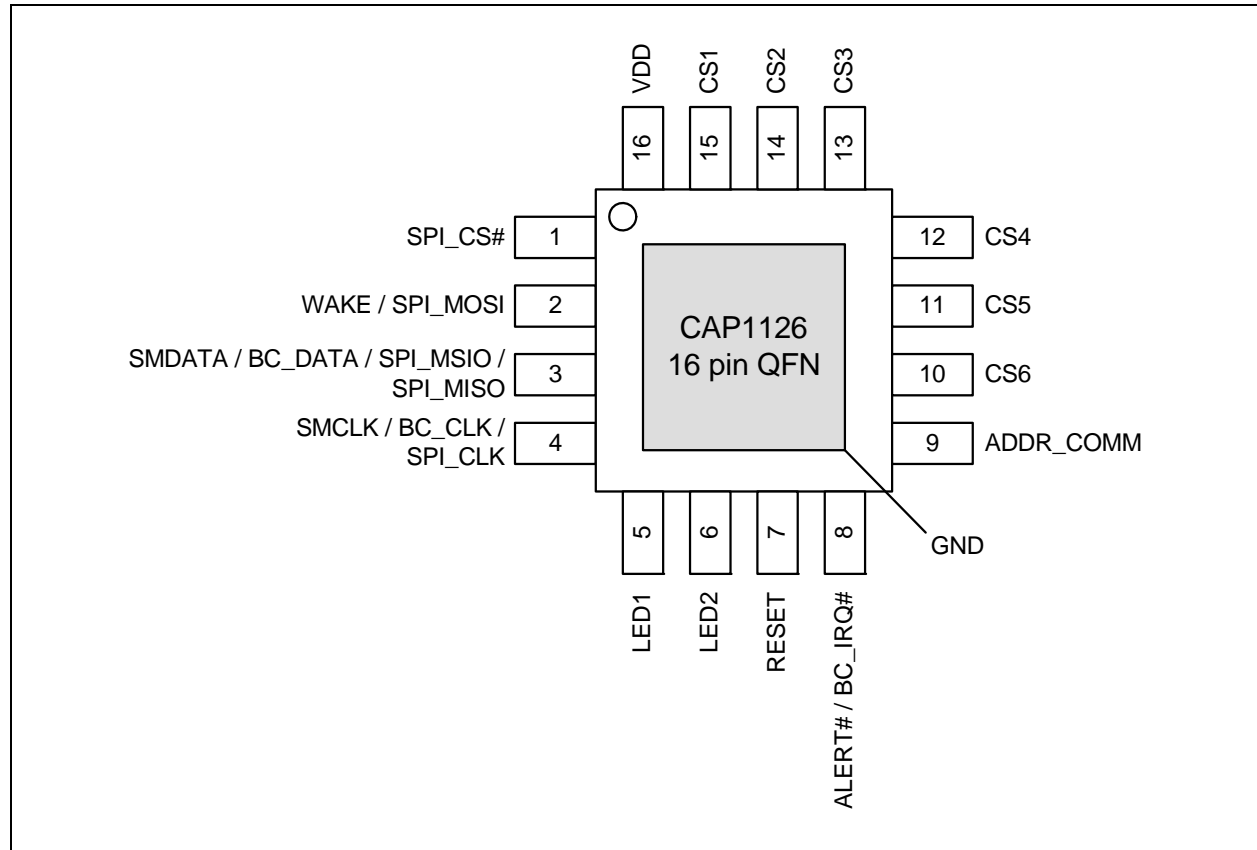 VDD
CS1
CS2
CS3
16
15
14
13
SPI_CS# 1
12 CS4
WAKE / SPI_MOSI 2
11 CS5
SMDATA / BC_DATA / SPI_MSIO /
SPI_MISO
3
10 CS6
SMCLK / BC_CLK /
SPI_CLK
4
9 ADDR_COMM
CAP1126
16 pin QFN
GND
5
6
7
8
LED1
LED2
RESET
ALERT# / BC_IRQ#